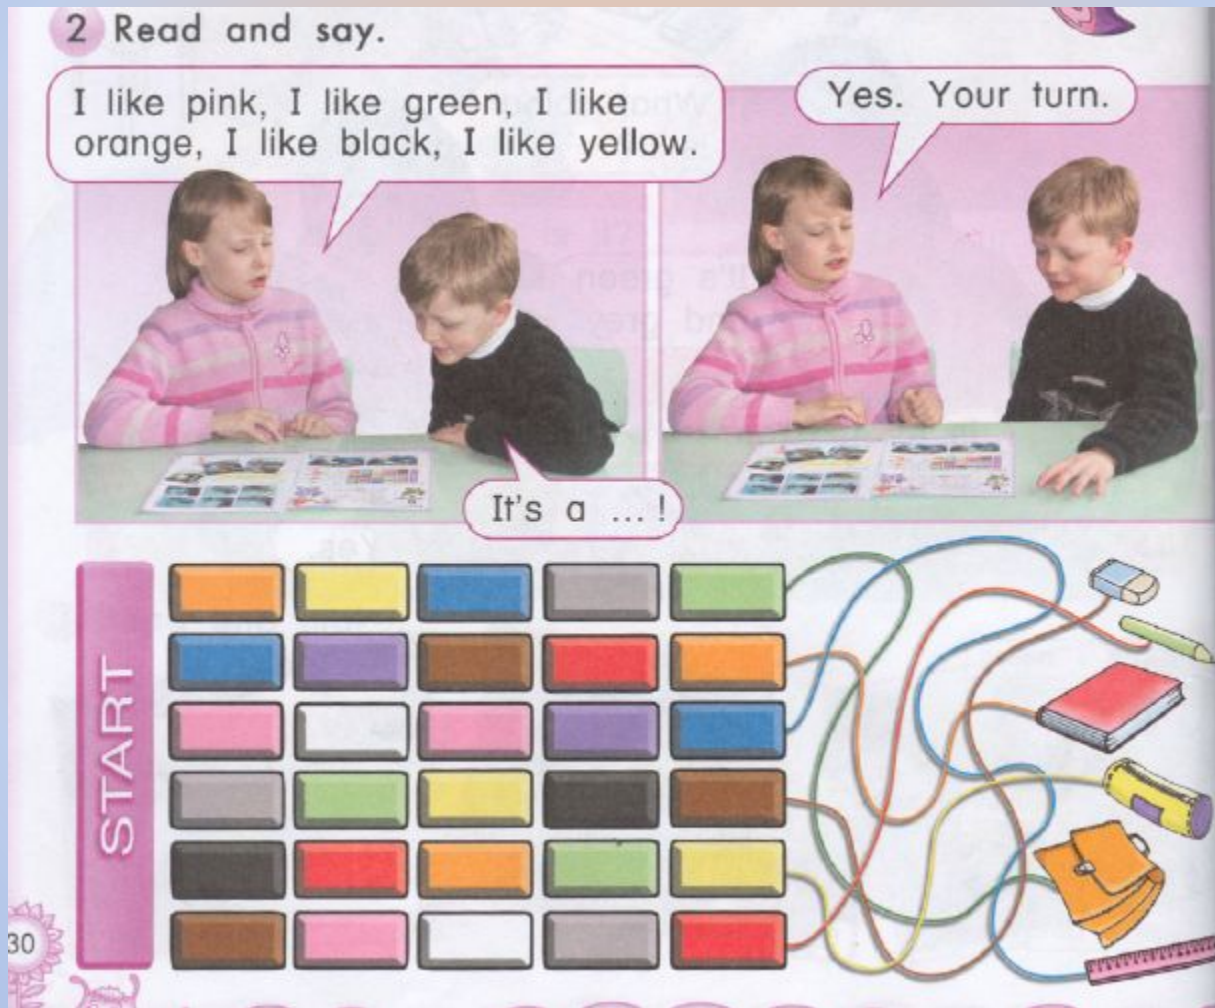 2 Read and say.
I like pink, I like green, I like
orange, I like black, I like yellow.
Yes. Your turn.
It's a ... !
START
30